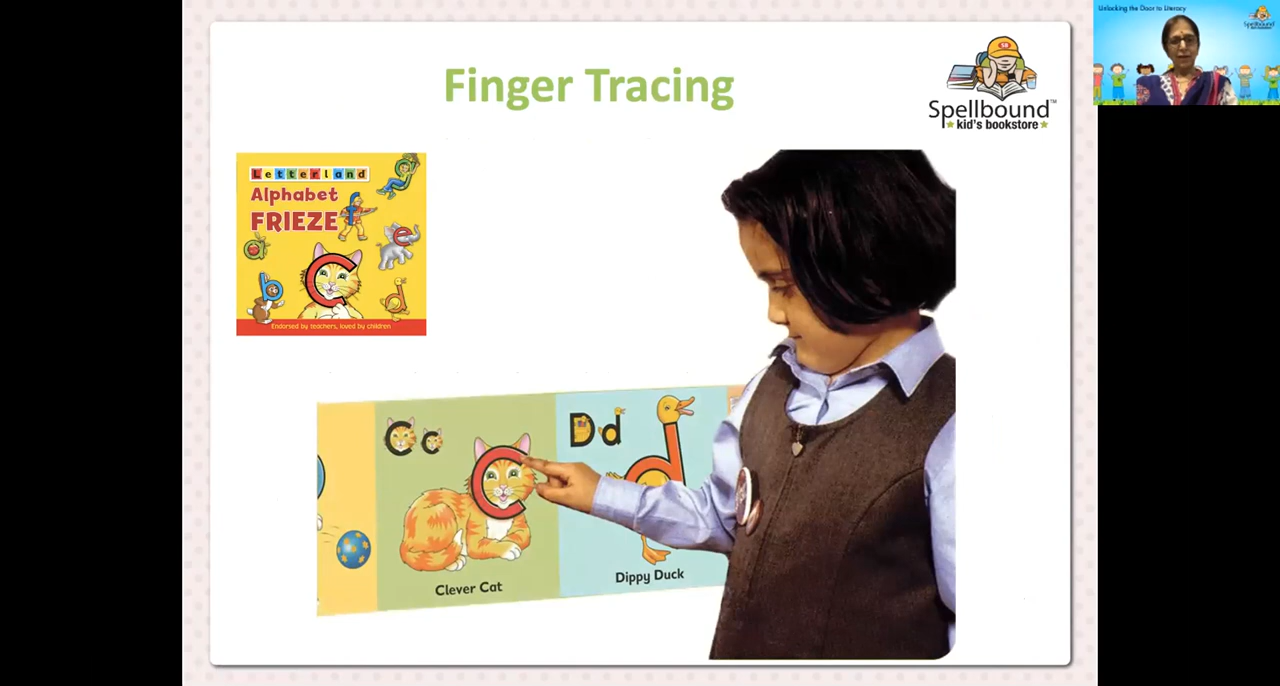 Finger Tracing
Spellbound™
kid's bookstore
Letterland
Alphabet
FRIEZE
a
b
c
d
e
Endorsed by teachers, loved by children
Cc
c
Clever Cat
Dd
d
Dippy Duck
Unlocking the Door to Literacy
Spellbound